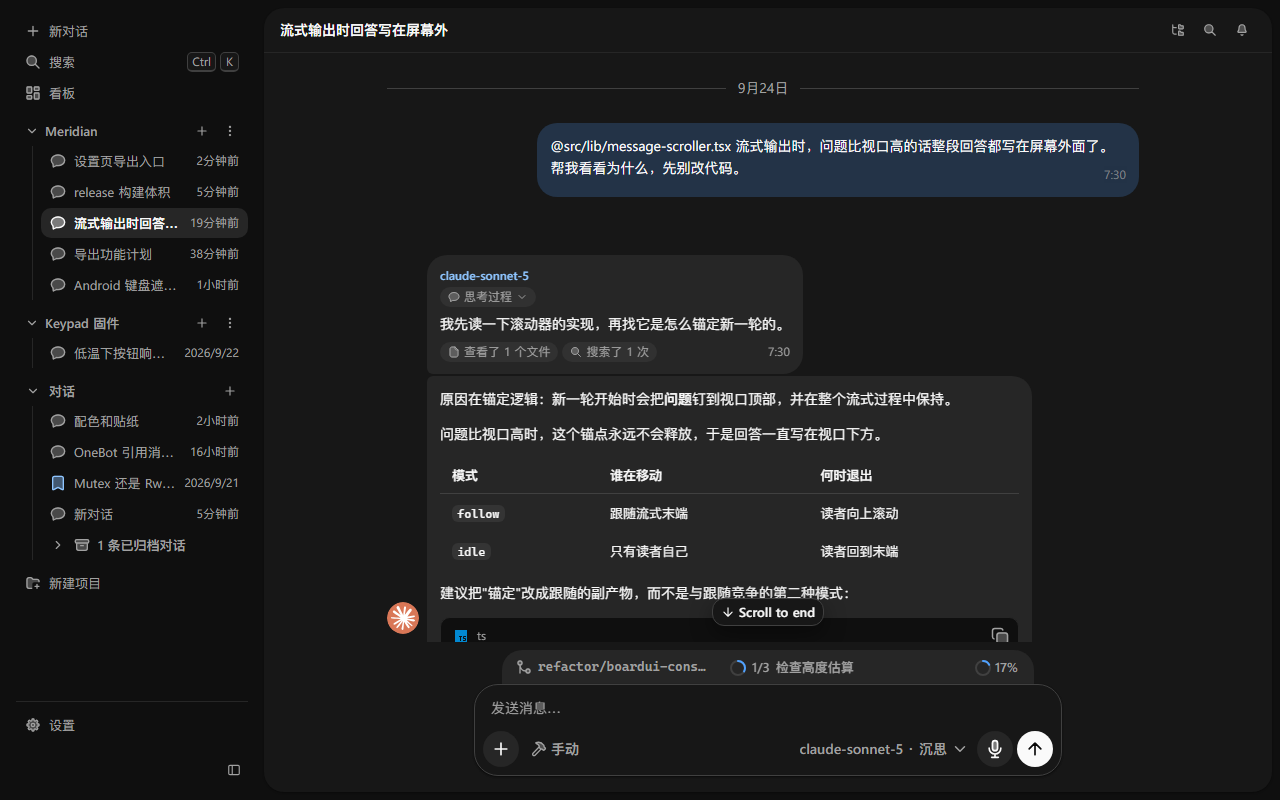 新对话
搜索 Ctrl K
看板
Meridian
设置页导出入口 2分钟前
release 构建体积 5分钟前
流式输出时回答... 19分钟前
导出功能计划 38分钟前
Android 键盘遮... 1小时前
Keypad 固件
低温下按钮响... 2026/9/22
对话
配色和贴纸 2小时前
OneBot 引用消... 16小时前
Mutex 还是 Rw... 2026/9/21
新对话 5分钟前
1 条已归档对话
新建项目
设置
流式输出时回答写在屏幕外
9月24日
@src/lib/message-scroller.tsx 流式输出时，问题比视口高的话整段回答都写在屏幕外面了。
帮我看看为什么，先别改代码。
7:30
claude-sonnet-5
思考过程
我先读一下滚动器的实现，再找它是怎么锚定新一轮的。
查看了 1 个文件 搜索了 1 次 7:30
原因在锚定逻辑：新一轮开始时会把问题钉到视口顶部，并在整个流式过程中保持。
问题比视口高时，这个锚点永远不会释放，于是回答一直写在视口下方。
模式 谁在移动 何时退出
follow 跟随流式末端 读者向上滚动
idle 只有读者自己 读者回到末端
建议把"锚定"改成跟随的副产物，而不是与跟随竞争的第二种模式：
Scroll to end
TS ts
refactor/boardui-cons… 1/3 检查高度估算 17%
发送消息...
手动 claude-sonnet-5 · 沉思